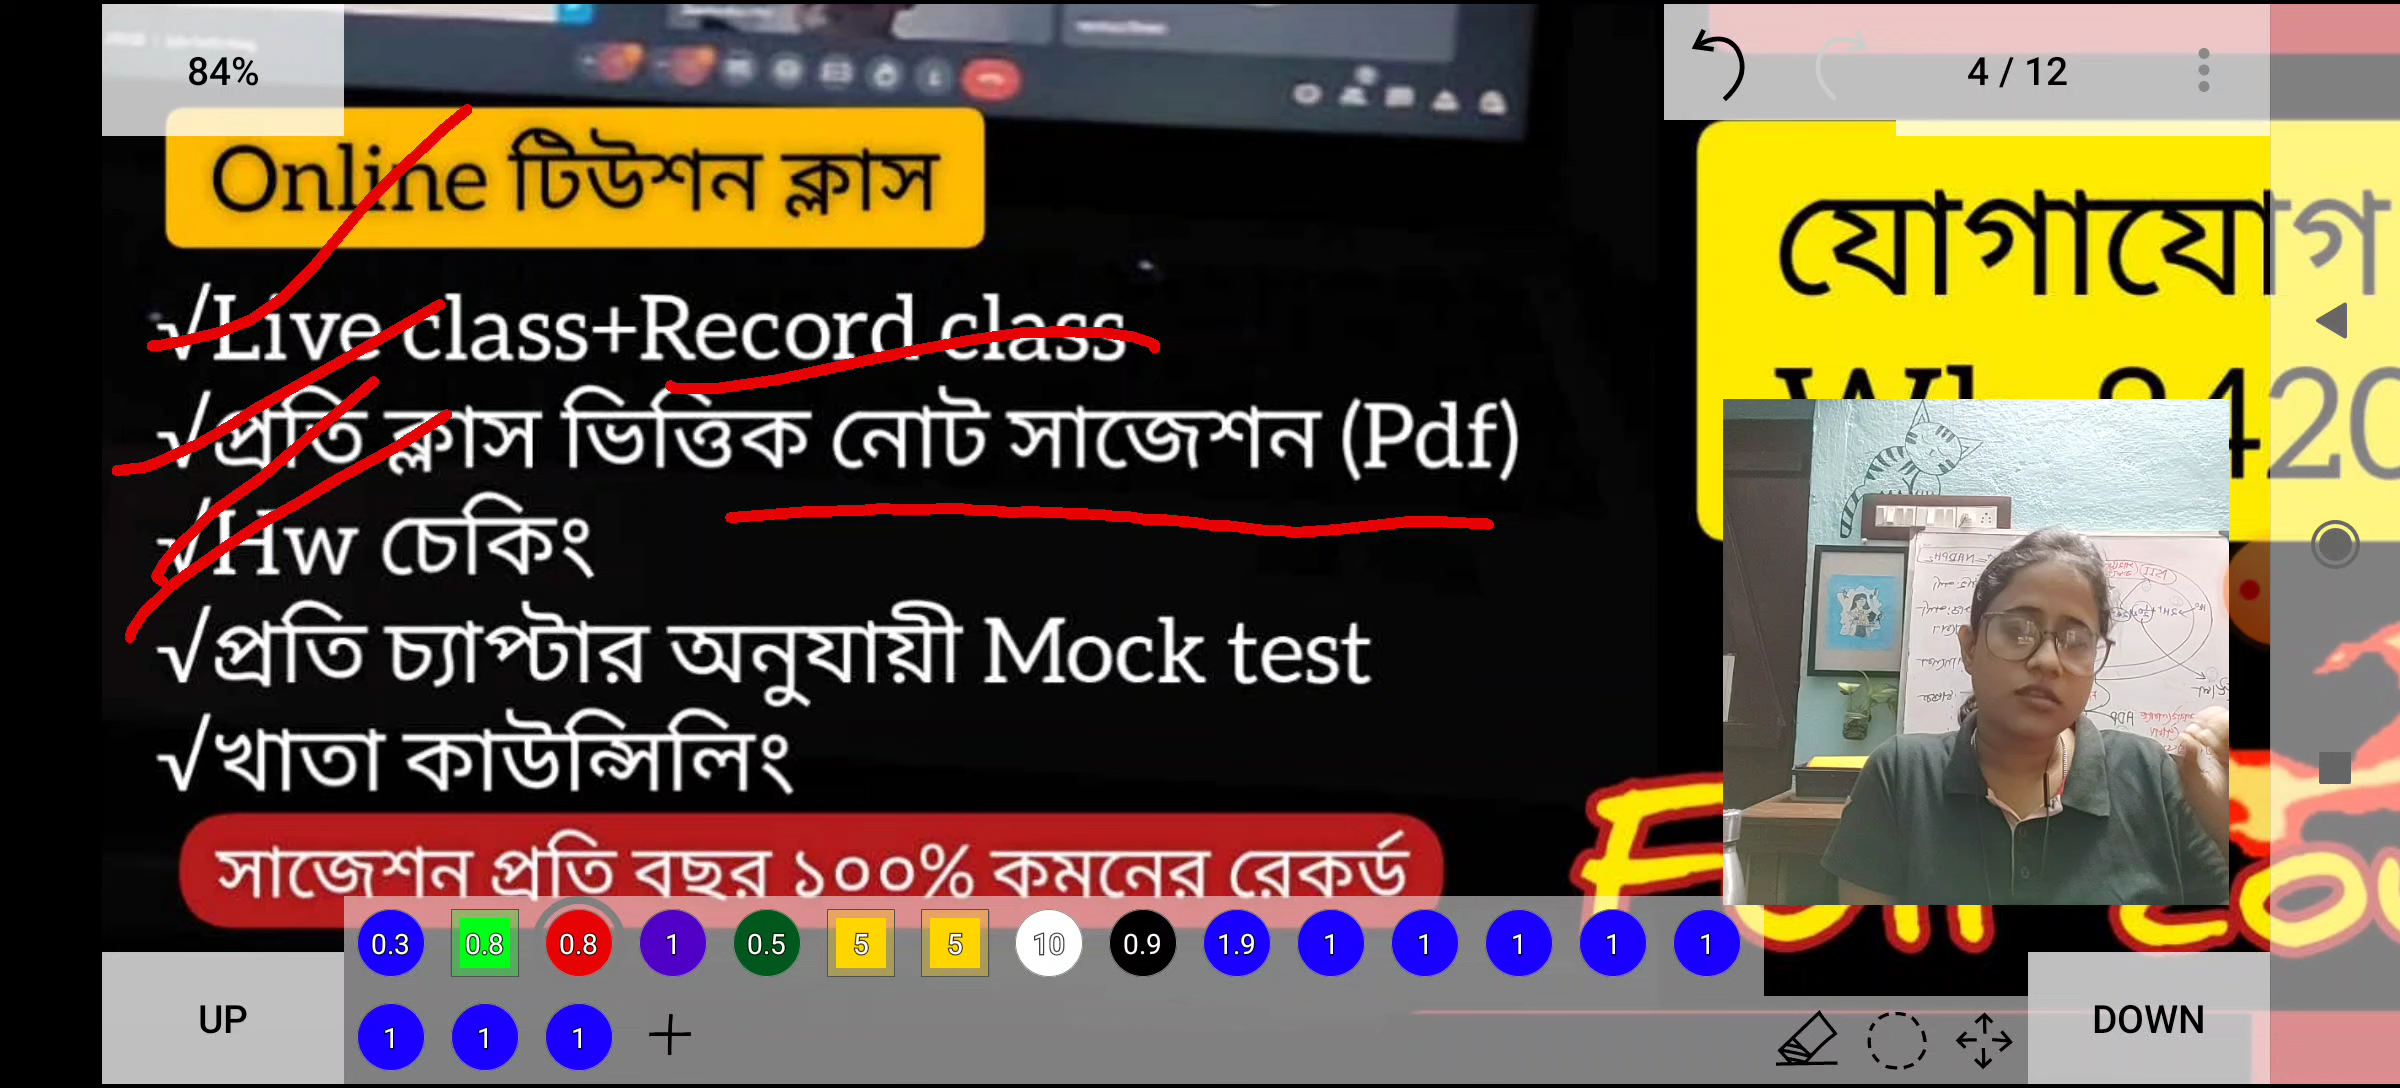 84%
4 / 12
Online টিউশন ক্লাস
√Live class+Record class
√প্রতি ক্লাস ভিত্তিক নোট সাজেশন (Pdf)
√Hw চেকিং
√প্রতি চ্যাপ্টার অনুযায়ী Mock test
√খাতা কাউন্সিলিং
সাজেশন প্রতি বছর ১০০% কমনের রেকর্ড
যোগাযোগ
420
ADP
0.3 0.8 0.8 1 0.5 5 5 10 0.9 1.9 1 1 1 1 1
1 1 1
UP
DOWN